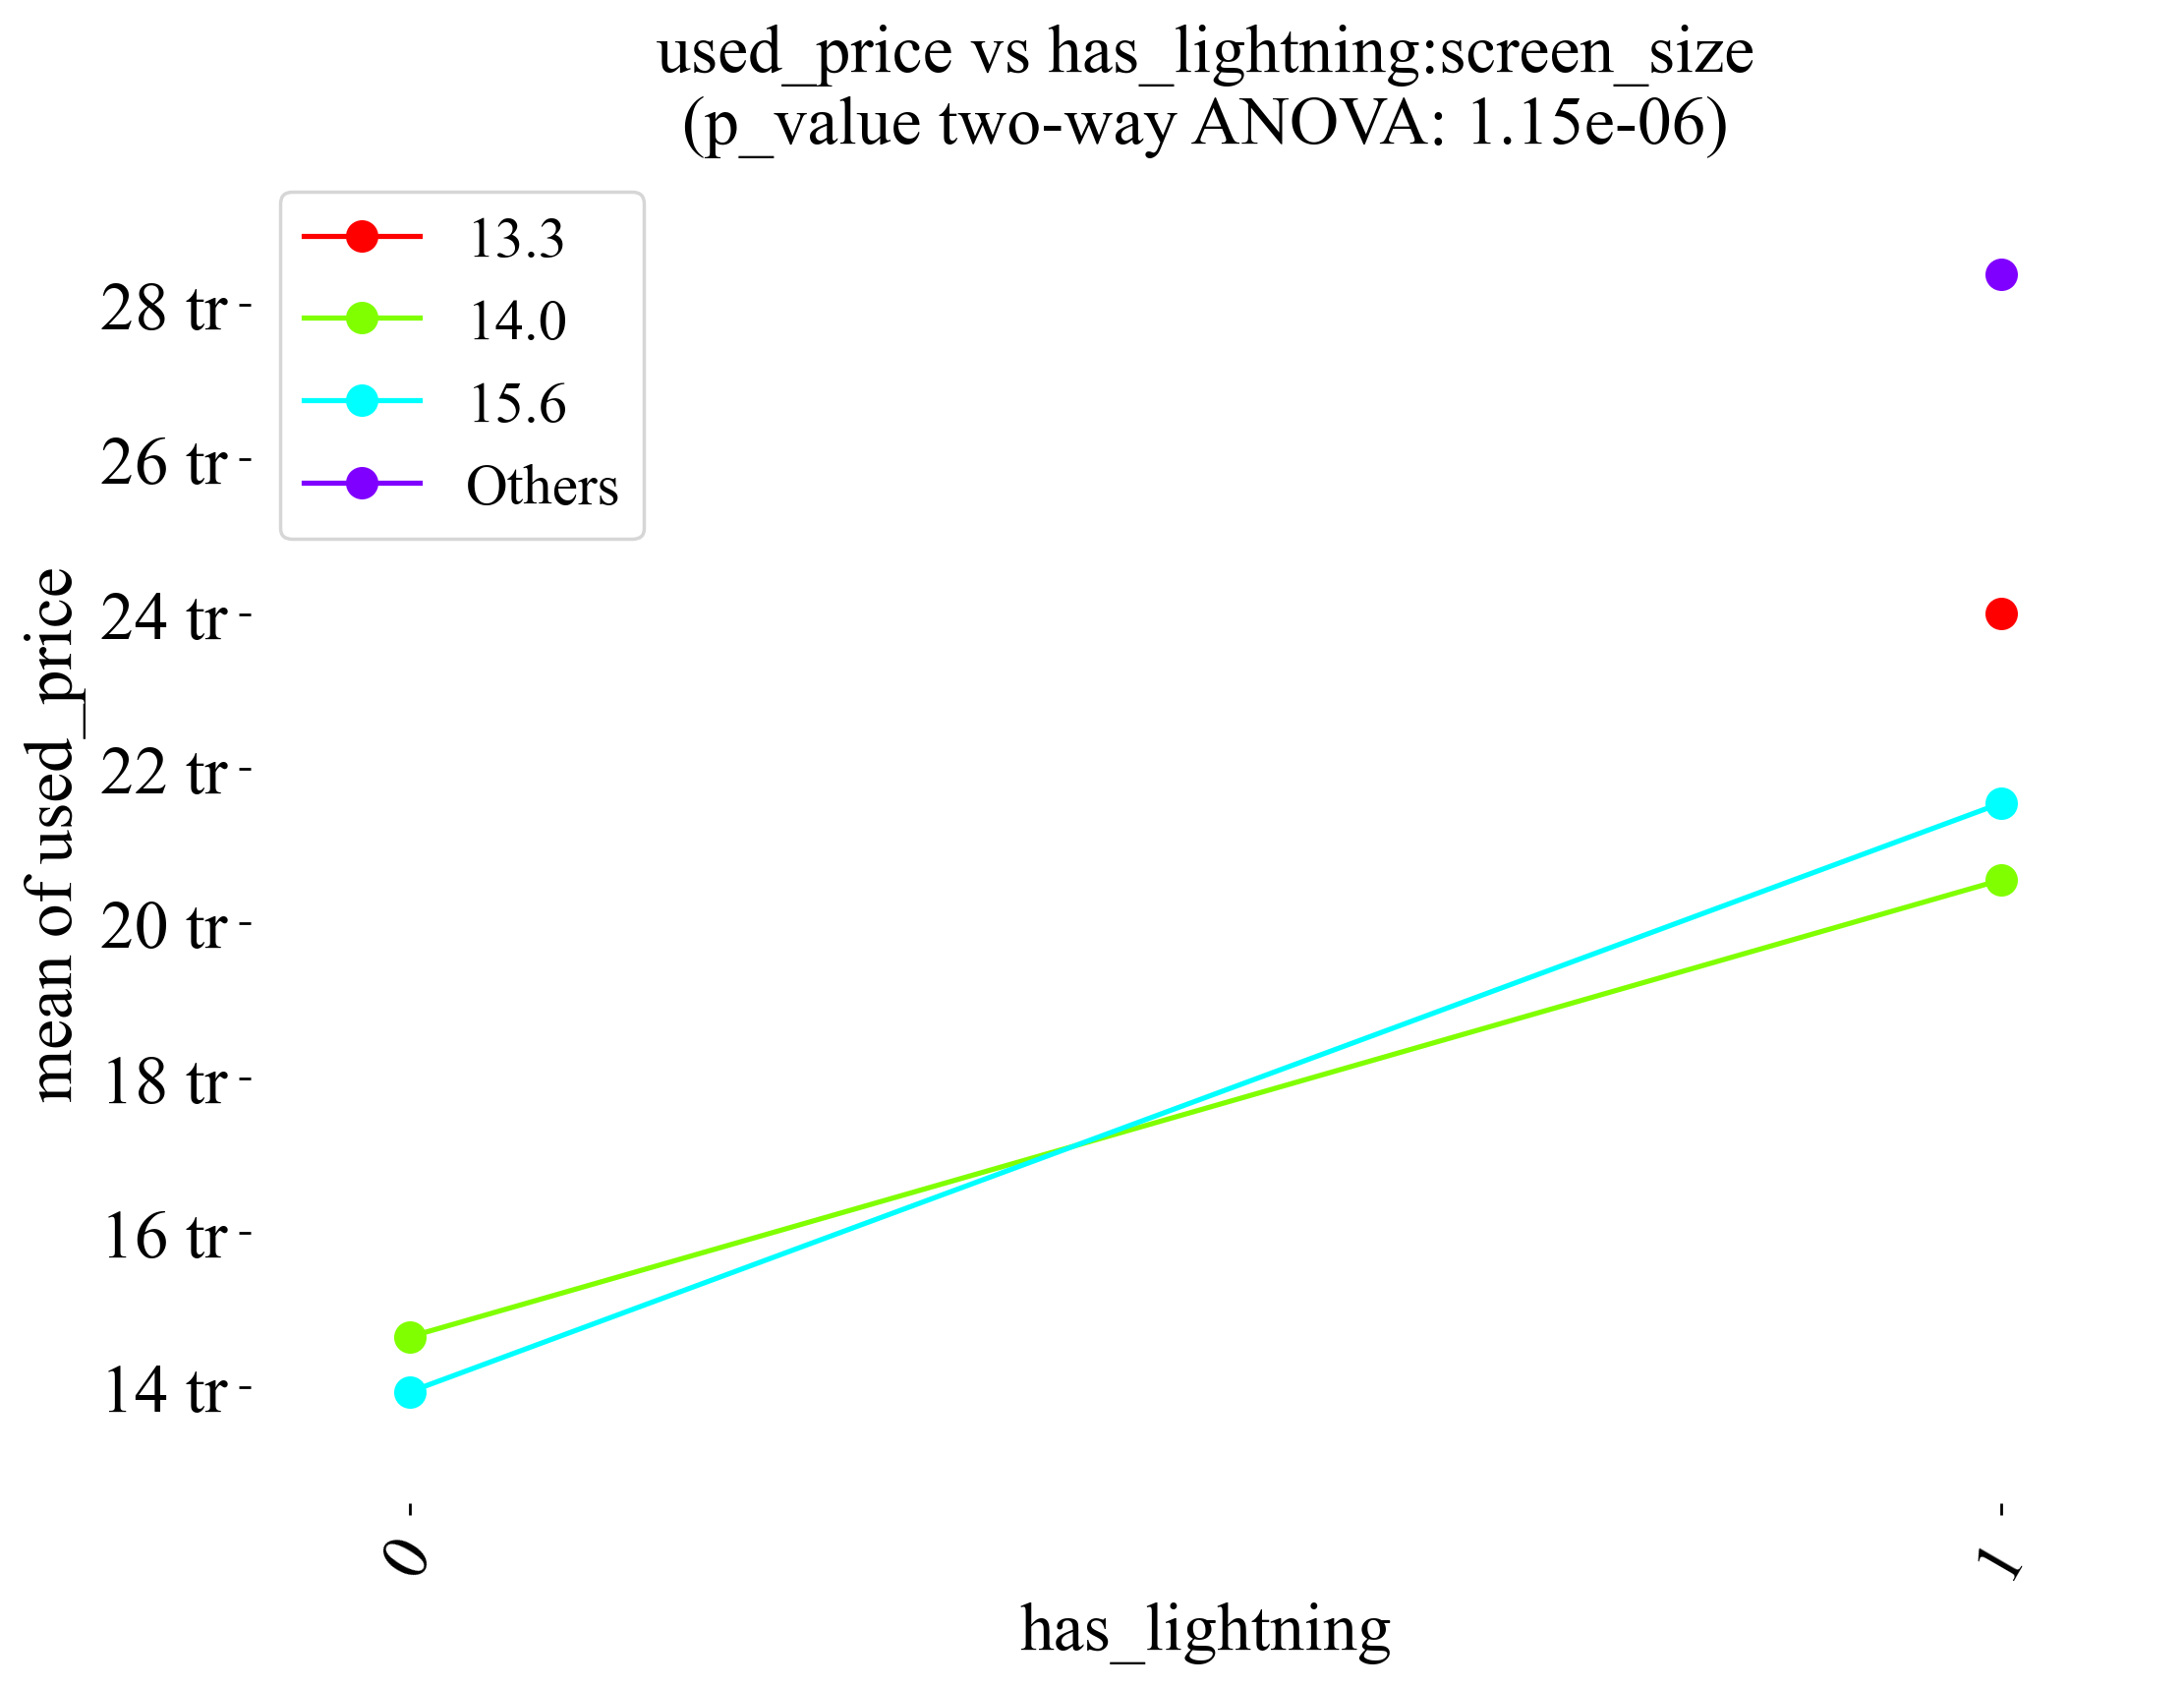 used_price vs has_lightning:screen_size
(p_value two-way ANOVA: 1.15e-06)
13.3
14.0
15.6
Others
28 tr
26 tr
24 tr
22 tr
20 tr
18 tr
16 tr
14 tr
mean of used_price
0
1
has_lightning